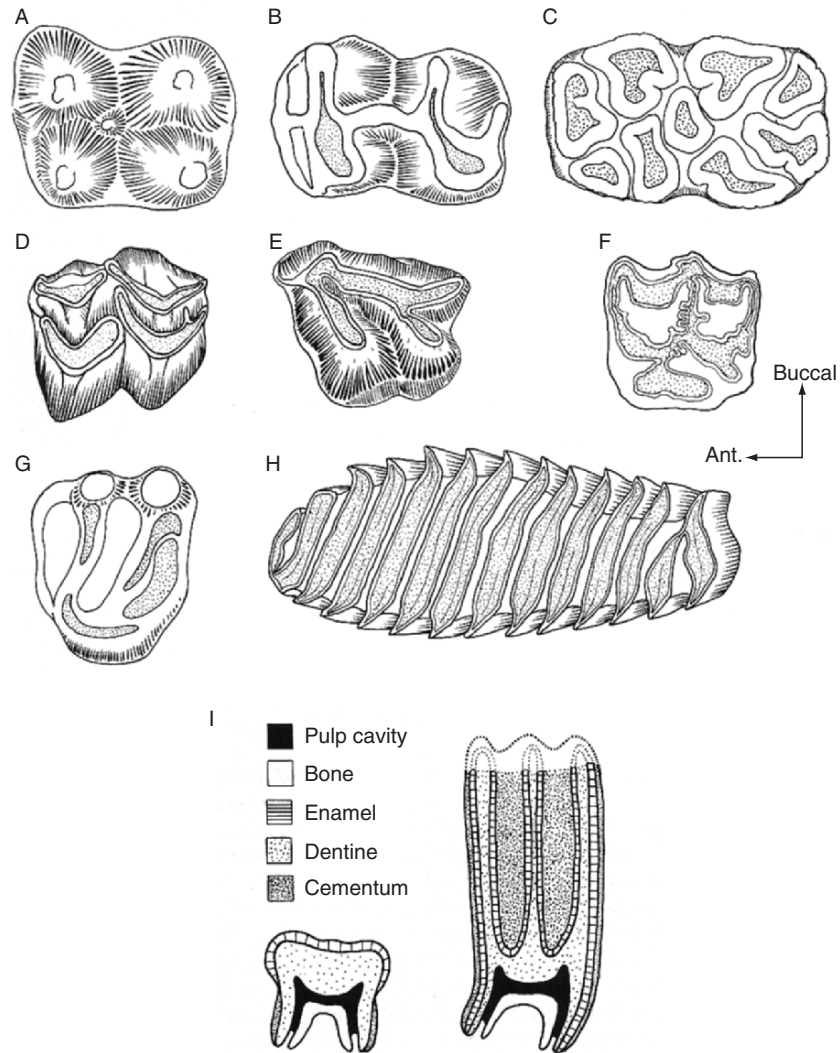 A
B
C
D
E
F
Buccal
Ant.
G
H
I
Pulp cavity
Bone
Enamel
Dentine
Cementum